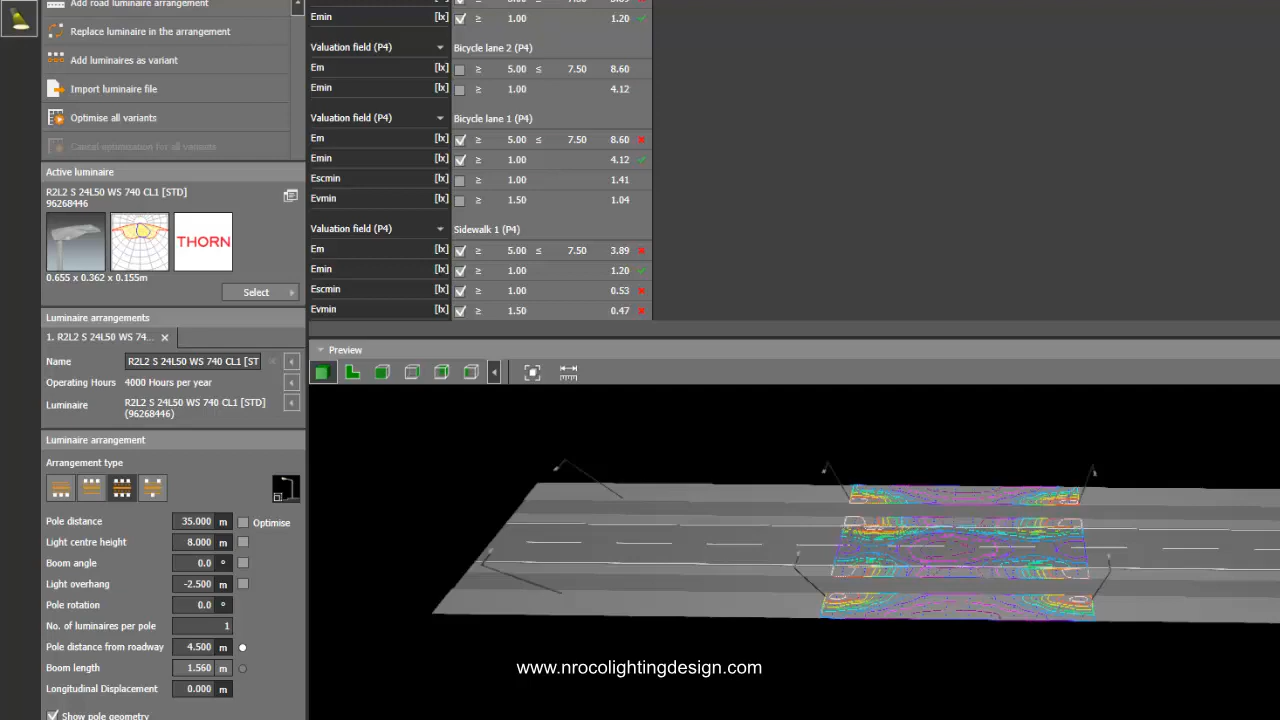 Add road luminaire arrangement
Replace luminaire in the arrangement
Add luminaires as variant
Import luminaire file
Optimise all variants
Cancel optimisation for all variants
Active luminaire
R2L2 S 24L50 WS 740 CL1 [STD]
96268446
THORN
0.655 x 0.362 x 0.155m
Select
Luminaire arrangements
1. R2L2 S 24L50 WS 74...
Name R2L2 S 24L50 WS 740 CL1 [ST
Operating Hours 4000 Hours per year
Luminaire R2L2 S 24L50 WS 740 CL1 [STD]
(96268446)
Luminaire arrangement
Arrangement type
Pole distance 35.000 m Optimise
Light centre height 8.000 m
Boom angle 0.0 °
Light overhang -2.500 m
Pole rotation 0.0 °
No. of luminaires per pole 1
Pole distance from roadway 4.500 m
Boom length 1.560 m
Longitudinal Displacement 0.000 m
Show pole geometry
Emin [lx] ≥ 1.00 1.20
Valuation field (P4) Bicycle lane 2 (P4)
Em [lx] ≥ 5.00 ≤ 7.50 8.60
Emin [lx] ≥ 1.00 4.12
Valuation field (P4) Bicycle lane 1 (P4)
Em [lx] ≥ 5.00 ≤ 7.50 8.60
Emin [lx] ≥ 1.00 4.12
Escmin [lx] ≥ 1.00 1.41
Evmin [lx] ≥ 1.50 1.04
Valuation field (P4) Sidewalk 1 (P4)
Em [lx] ≥ 5.00 ≤ 7.50 3.89
Emin [lx] ≥ 1.00 1.20
Escmin [lx] ≥ 1.00 0.53
Evmin [lx] ≥ 1.50 0.47
Preview
www.nrocolightingdesign.com